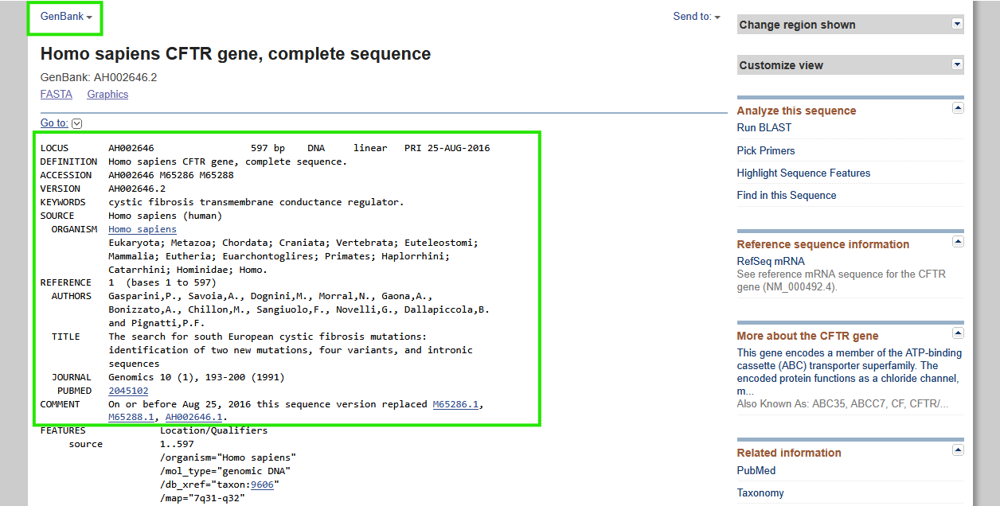 GenBank
Send to:
Homo sapiens CFTR gene, complete sequence
GenBank: AH002646.2
FASTA Graphics
Go to:
LOCUS AH002646 597 bp DNA linear PRI 25-AUG-2016
DEFINITION Homo sapiens CFTR gene, complete sequence.
ACCESSION AH002646 M65286 M65288
VERSION AH002646.2
KEYWORDS cystic fibrosis transmembrane conductance regulator.
SOURCE Homo sapiens (human)
ORGANISM Homo sapiens
Eukaryota; Metazoa; Chordata; Craniata; Vertebrata; Euteleostomi;
Mammalia; Eutheria; Euarchontoglires; Primates; Haplorrhini;
Catarrhini; Hominidae; Homo.
REFERENCE 1 (bases 1 to 597)
AUTHORS Gasparini,P., Savoia,A., Dognini,M., Morral,N., Gaona,A.,
Bonizzato,A., Chillon,M., Sangiuolo,F., Novelli,G., Dallapiccola,B.
and Pignatti,P.F.
TITLE The search for south European cystic fibrosis mutations:
identification of two new mutations, four variants, and intronic
sequences
JOURNAL Genomics 10 (1), 193-200 (1991)
PUBMED 2045102
COMMENT On or before Aug 25, 2016 this sequence version replaced M65286.1,
M65288.1, AH002646.1.
FEATURES Location/Qualifiers
source 1..597
/organism="Homo sapiens"
/mol_type="genomic DNA"
/db_xref="taxon:9606"
/map="7q31-q32"
Change region shown
Customize view
Analyze this sequence
Run BLAST
Pick Primers
Highlight Sequence Features
Find in this Sequence
Reference sequence information
RefSeq mRNA
See reference mRNA sequence for the CFTR
gene (NM_000492.4).
More about the CFTR gene
This gene encodes a member of the ATP-binding
cassette (ABC) transporter superfamily. The
encoded protein functions as a chloride channel,
m...
Also Known As: ABC35, ABCC7, CF, CFTR/...
Related information
PubMed
Taxonomy